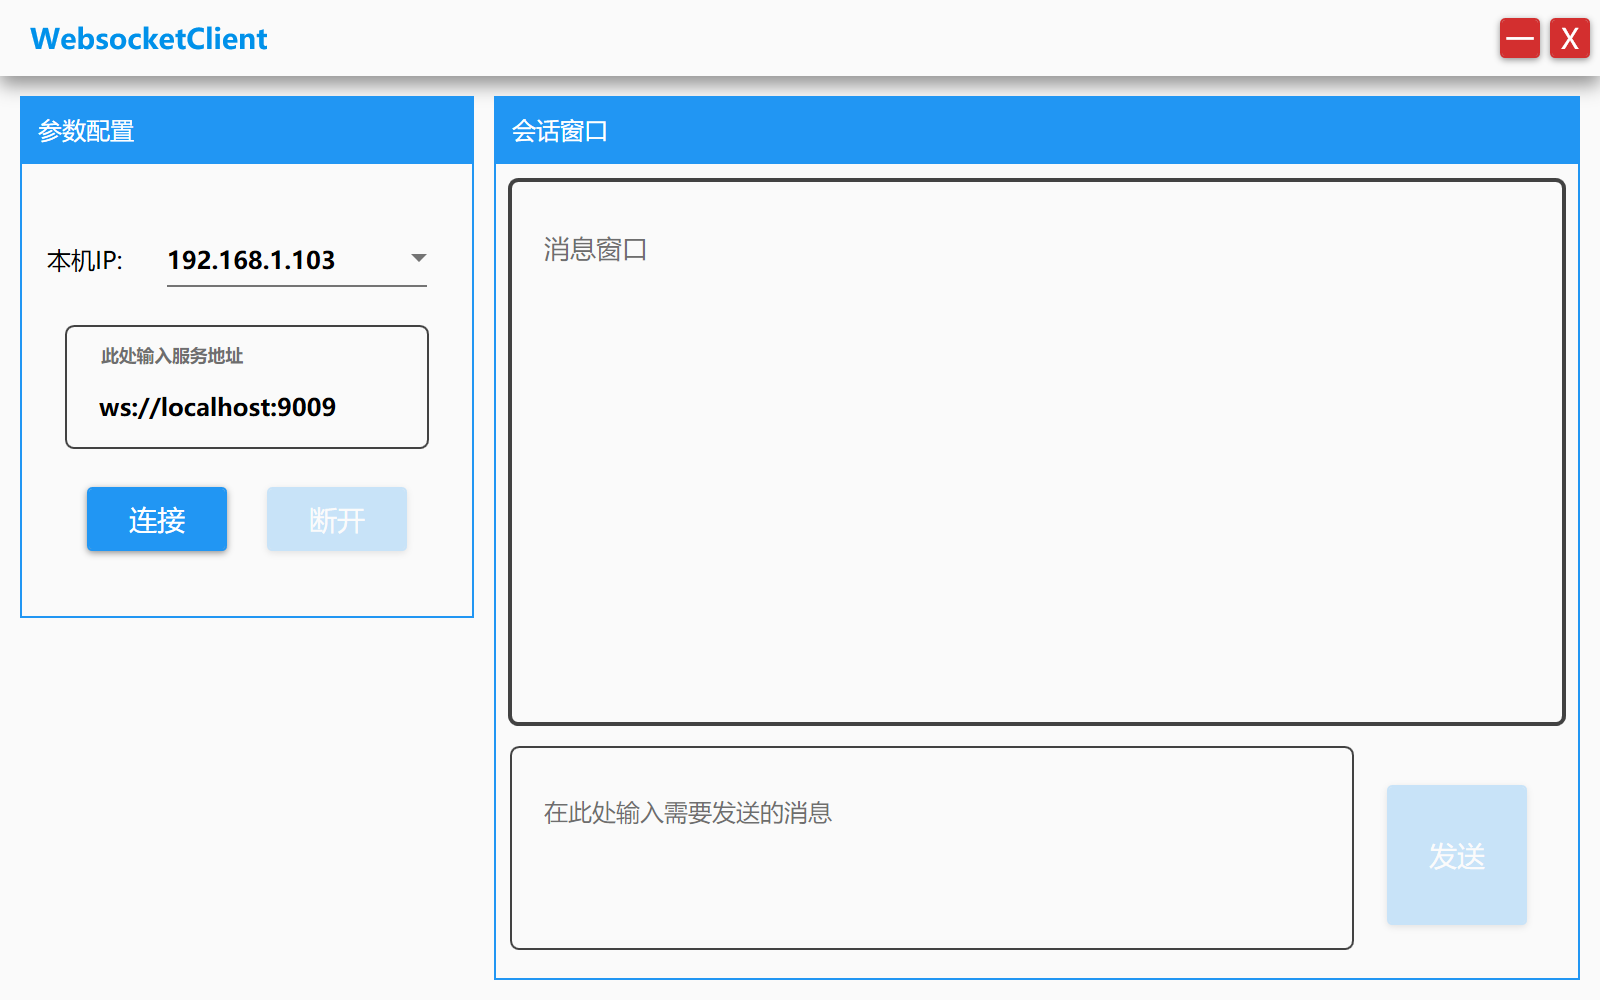 WebsocketClient
— X
参数配置
本机IP: 192.168.1.103
此处输入服务地址
ws://localhost:9009
连接 断开
会话窗口
消息窗口
在此处输入需要发送的消息
发送